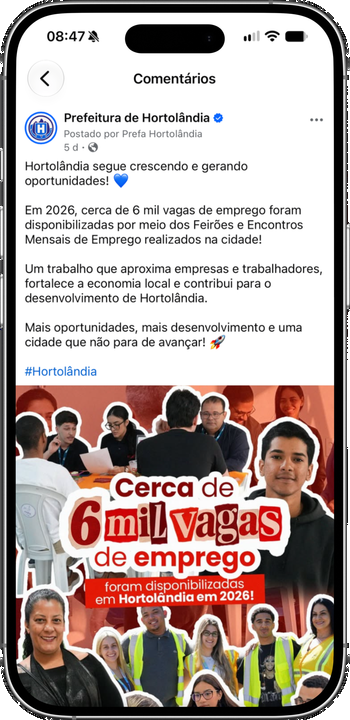 08:47
Comentários
Prefeitura de Hortolândia
Postado por Prefa Hortolândia
5 d ·
Hortolândia segue crescendo e gerando
oportunidades! 💙
Em 2026, cerca de 6 mil vagas de emprego foram
disponibilizadas por meio dos Feirões e Encontros
Mensais de Emprego realizados na cidade!
Um trabalho que aproxima empresas e trabalhadores,
fortalece a economia local e contribui para o
desenvolvimento de Hortolândia.
Mais oportunidades, mais desenvolvimento e uma
cidade que não para de avançar! 🚀
#Hortolândia
Cerca de
6 mil vagas
de emprego
foram disponibilizadas
em Hortolândia em 2026!